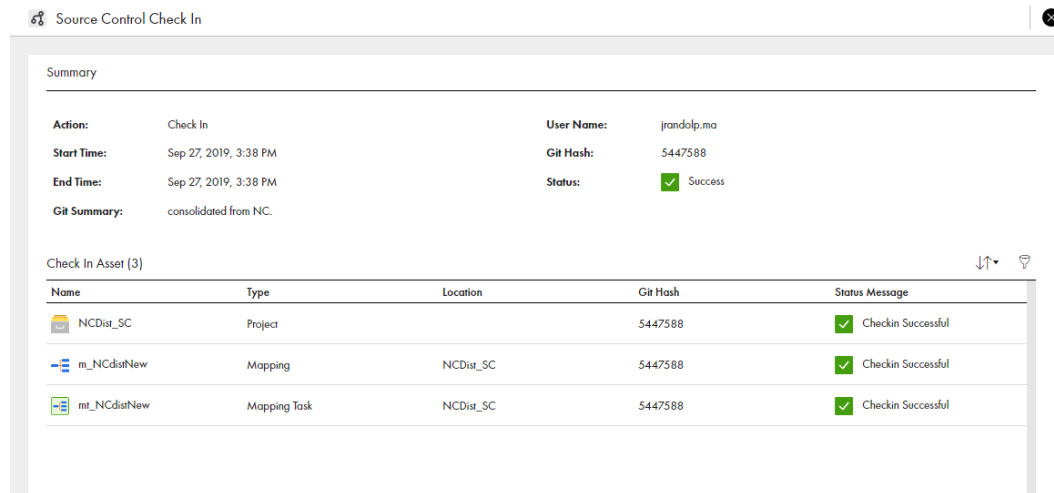 Source Control Check In
Summary
Action: Check In User Name: jrandolp.ma
Start Time: Sep 27, 2019, 3:38 PM Git Hash: 5447588
End Time: Sep 27, 2019, 3:38 PM Status: Success
Git Summary: consolidated from NC.
Check In Asset (3)
Name Type Location Git Hash Status Message
NCDist_SC Project 5447588 Checkin Successful
m_NCdistNew Mapping NCDist_SC 5447588 Checkin Successful
mt_NCdistNew Mapping Task NCDist_SC 5447588 Checkin Successful